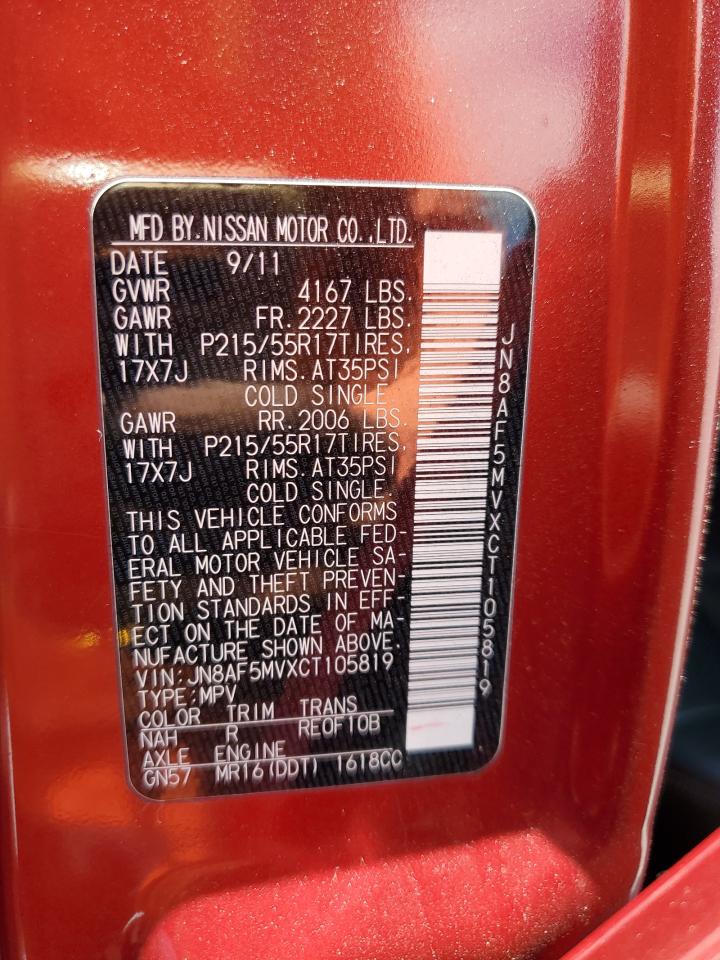 MFD BY.NISSAN MOTOR CO.,LTD.
DATE 9/11
GVWR 4167 LBS.
GAWR FR.2227 LBS.
WITH P215/55R17TIRES,
17X7J RIMS.AT35PSI
COLD SINGLE
GAWR RR.2006 LBS.
WITH P215/55R17TIRES,
17X7J RIMS.AT35PSI
COLD SINGLE.
THIS VEHICLE CONFORMS
TO ALL APPLICABLE FED-
ERAL MOTOR VEHICLE SA-
FETY AND THEFT PREVEN-
TION STANDARDS IN EFF-
ECT ON THE DATE OF MA-
NUFACTURE SHOWN ABOVE.
VIN:JN8AF5MVXCT105819
TYPE:MPV
COLOR TRIM TRANS
NAH R RE0F10B
AXLE ENGINE
GN57 MR16(DDT) 1618CC
JN8AF5MVXCT105819